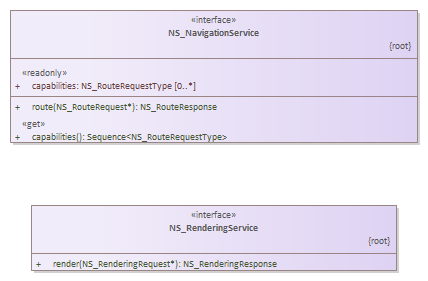 «interface»
NS_NavigationService
{root}
«readonly»
+ capabilities: NS_RouteRequestType [0..*]
+ route(NS_RouteRequest*): NS_RouteResponse
«get»
+ capabilities(): Sequence<NS_RouteRequestType>
«interface»
NS_RenderingService
{root}
+ render(NS_RenderingRequest*): NS_RenderingResponse